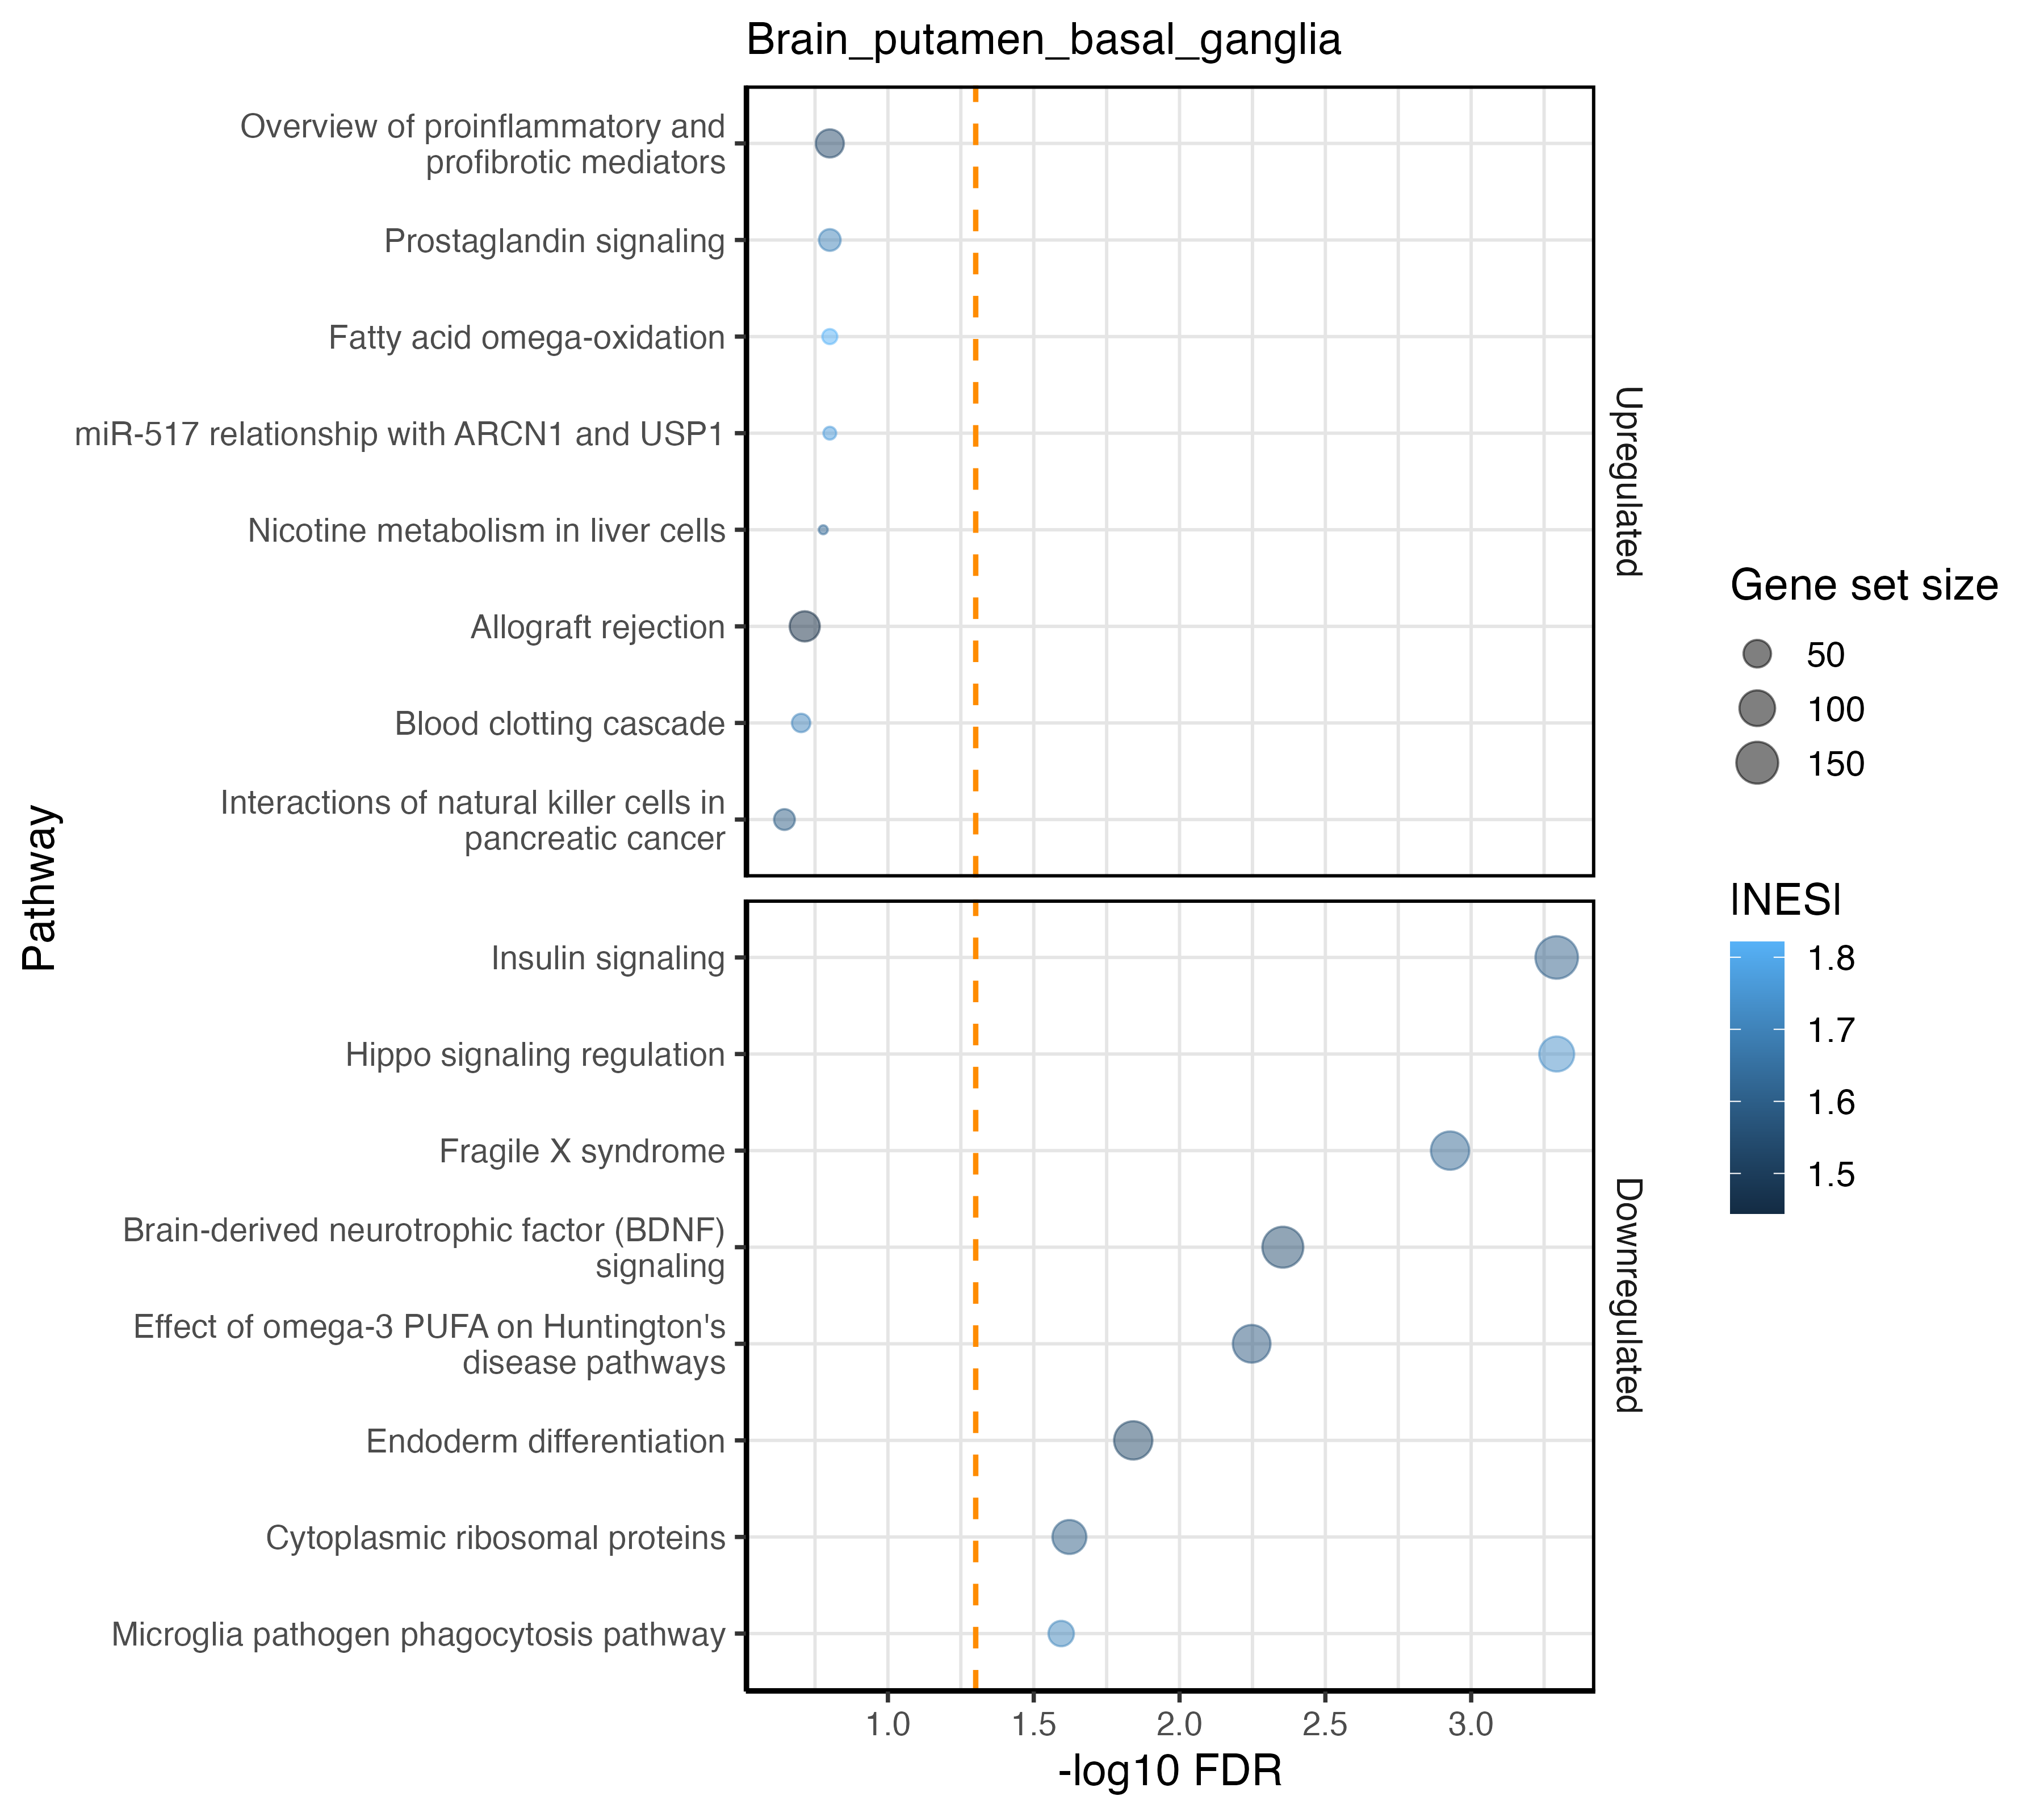 Brain_putamen_basal_ganglia
Overview of proinflammatory and
profibrotic mediators
Prostaglandin signaling
Fatty acid omega-oxidation
miR-517 relationship with ARCN1 and USP1
Nicotine metabolism in liver cells
Allograft rejection
Blood clotting cascade
Interactions of natural killer cells in
pancreatic cancer
Upregulated
Insulin signaling
Hippo signaling regulation
Fragile X syndrome
Brain-derived neurotrophic factor (BDNF)
signaling
Effect of omega-3 PUFA on Huntington's
disease pathways
Endoderm differentiation
Cytoplasmic ribosomal proteins
Microglia pathogen phagocytosis pathway
Downregulated
Pathway
1.0 1.5 2.0 2.5 3.0
-log10 FDR
Gene set size
50
100
150
|NES|
1.8
1.7
1.6
1.5